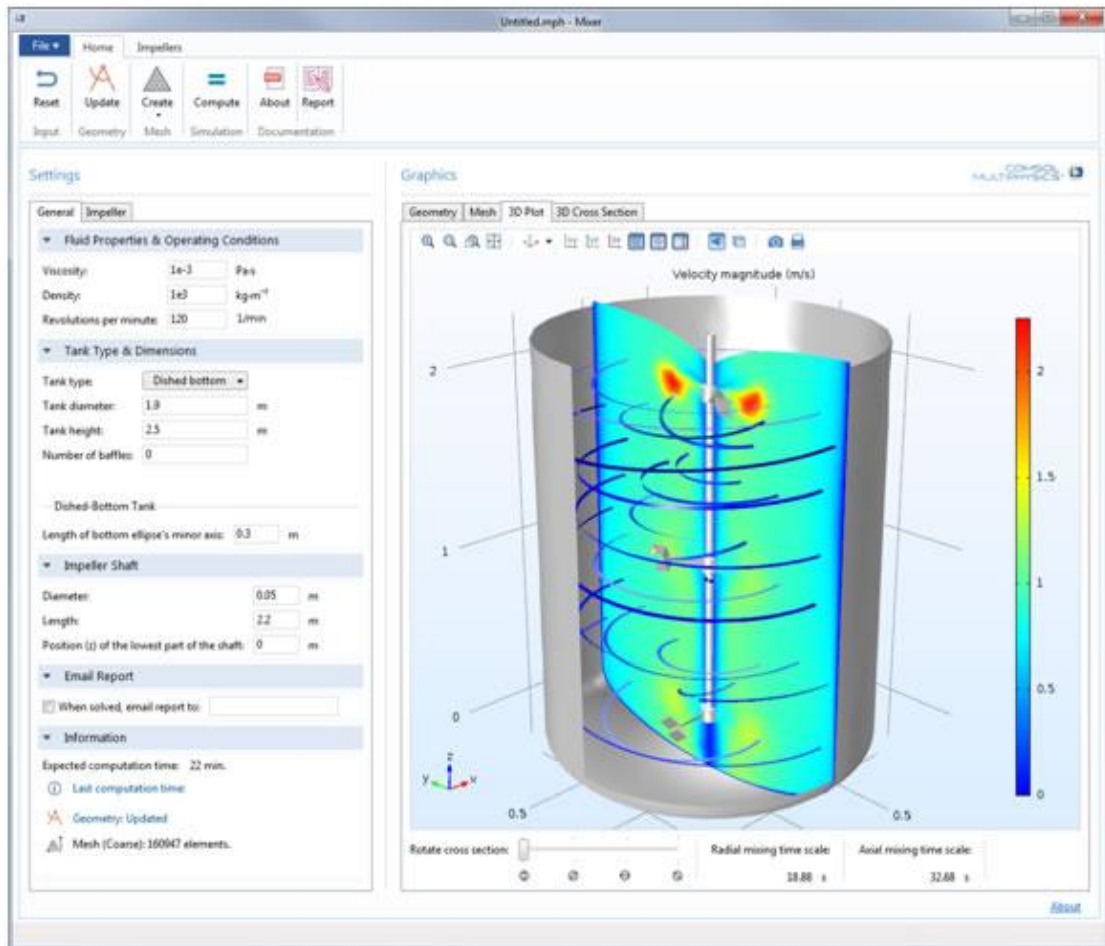 Untitled.mph - Mixer
File Home Impellers
Reset Update Create Compute About Report
Input Geometry Mesh Simulation Documentation
Settings
General Impeller
Fluid Properties & Operating Conditions
Viscosity: 1e-3 Pa·s
Density: 1e3 kg·m⁻³
Revolutions per minute: 120 1/min
Tank Type & Dimensions
Tank type: Dished bottom
Tank diameter: 1.9 m
Tank height: 2.5 m
Number of baffles: 0
Dished-Bottom Tank
Length of bottom ellipse's minor axis: 0.3 m
Impeller Shaft
Diameter: 0.05 m
Length: 2.2 m
Position (z) of the lowest part of the shaft: 0 m
Email Report
When solved, email report to:
Information
Expected computation time: 22 min.
Last computation time:
Geometry: Updated
Mesh (Coarse): 160947 elements.
Graphics
COMSOL
MULTIPHYSICS
Geometry Mesh 3D Plot 3D Cross Section
Velocity magnitude (m/s)
2
1
0
0.5
0.5
z
y x
2
1.5
1
0.5
0
Rotate cross section:
Radial mixing time scale: Axial mixing time scale:
18.88 s 32.68 s
About